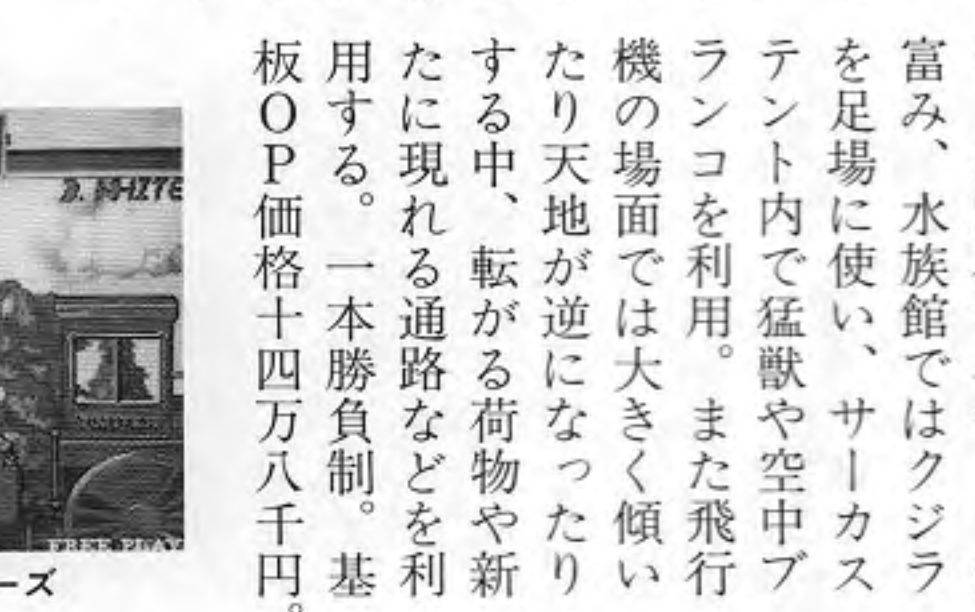 富み、水族館ではクジラ
を足場に使い、サーカス
テント内で猛獣や空中ブ
ランコを利用。また飛行
機の場面では大きく傾い
たり天地が逆になったり
する中、転がる荷物や新
たに現れる通路などを利
用する。一本勝負制。基
板OP価格十四万八千円。
D. WHITE
FREE PLAY
ーズ